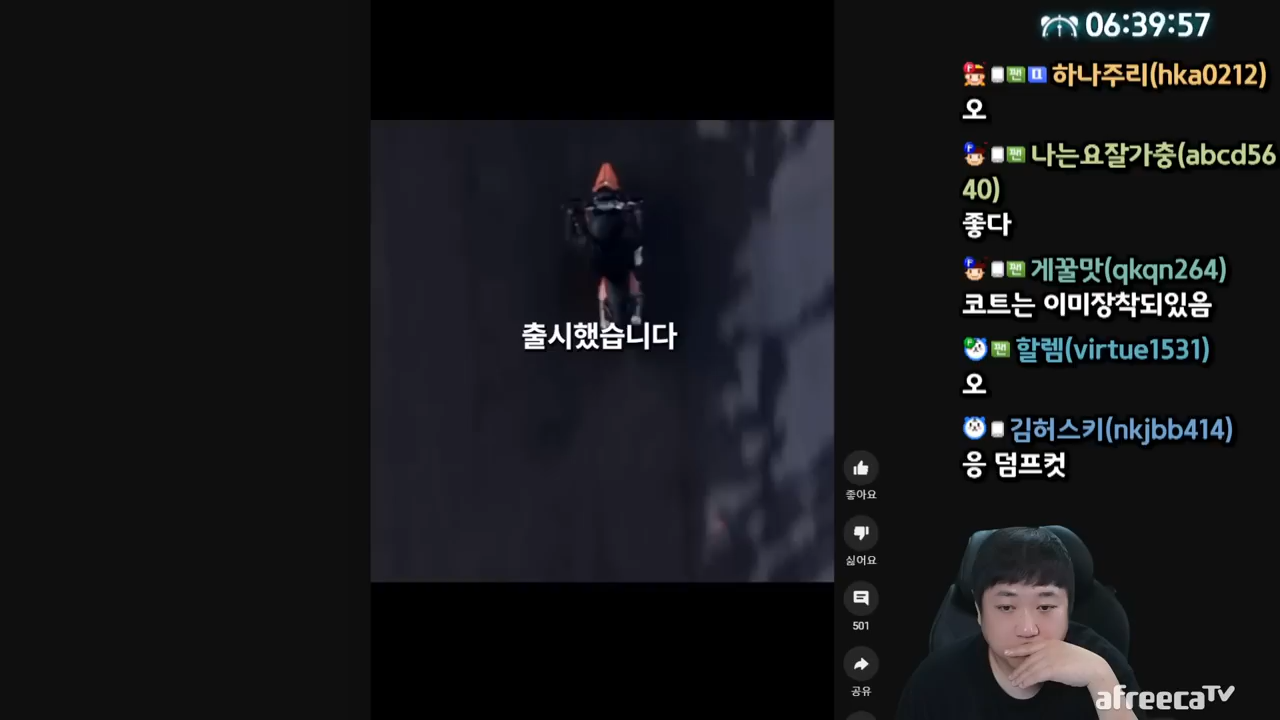 06:39:57
하나주리(hka0212)
오
나는요잘가충(abcd56
40)
좋다
게꿀맛(qkqn264)
코트는 이미장착되있음
할렘(virtue1531)
오
김허스키(nkjbb414)
응 덤프컷
출시했습니다
좋아요
싫어요
501
공유
afreecaTV